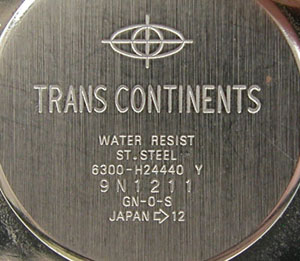 TRANS CONTINENTS
WATER RESIST
ST.STEEL
6300-H24440 Y
9N1211
GN-0-S
JAPAN⇨12